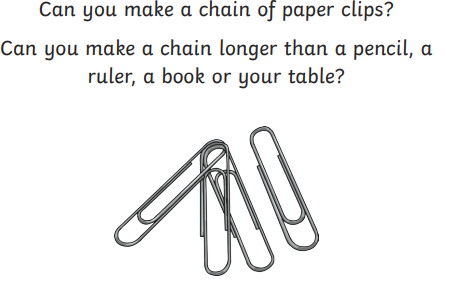 Can you make a chain of paper clips?
Can you make a chain longer than a pencil, a
ruler, a book or your table?